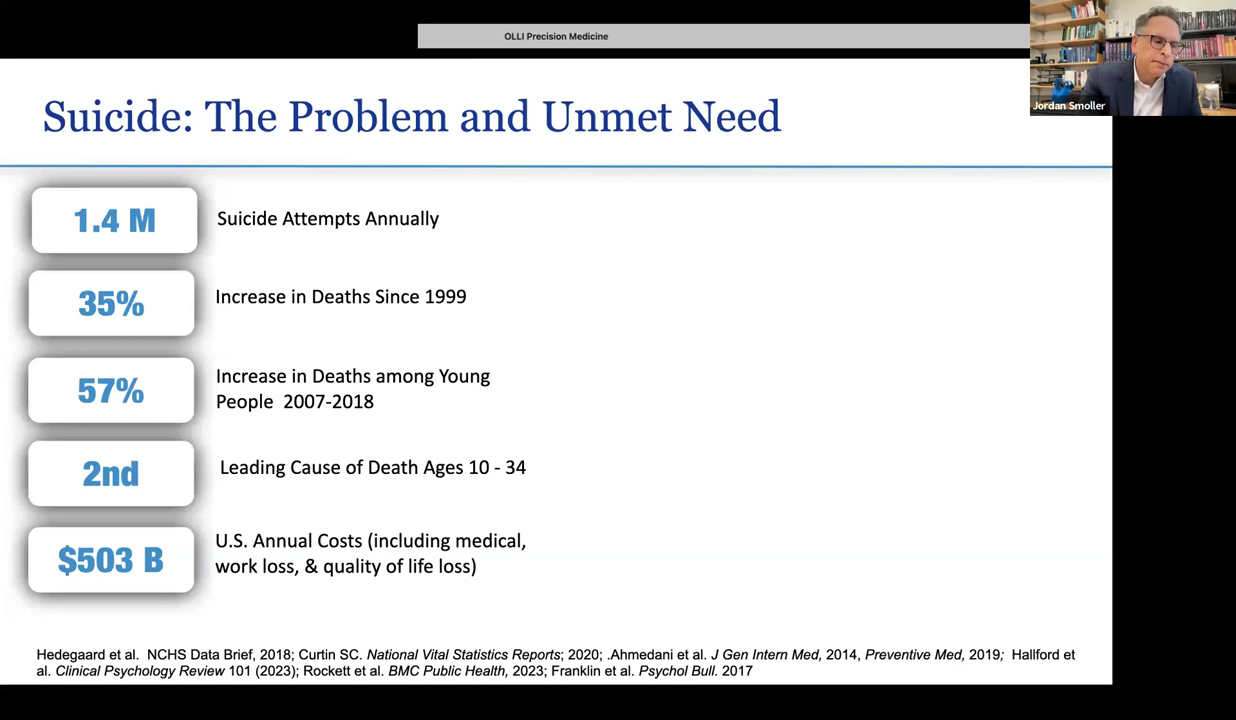 OLLI Precision Medicine
Jordan Smoller
Suicide: The Problem and Unmet Need
1.4 M
Suicide Attempts Annually
35%
Increase in Deaths Since 1999
57%
Increase in Deaths among Young
People 2007-2018
2nd
Leading Cause of Death Ages 10 - 34
$503 B
U.S. Annual Costs (including medical,
work loss, & quality of life loss)
Hedegaard et al. NCHS Data Brief, 2018; Curtin SC. National Vital Statistics Reports; 2020; .Ahmedani et al. J Gen Intern Med, 2014, Preventive Med, 2019; Hallford et
al. Clinical Psychology Review 101 (2023); Rockett et al. BMC Public Health, 2023; Franklin et al. Psychol Bull. 2017